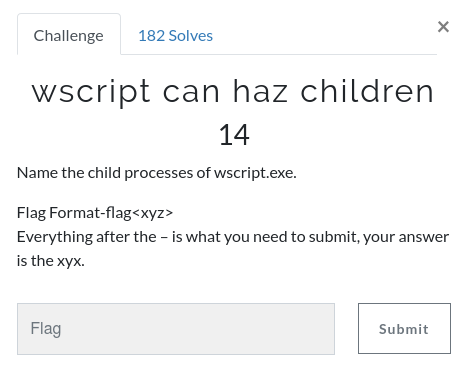 Challenge
182 Solves
×
wscript can haz children
14
Name the child processes of wscript.exe.
Flag Format-flag<xyz>
Everything after the – is what you need to submit, your answer
is the xyx.
Flag
Submit